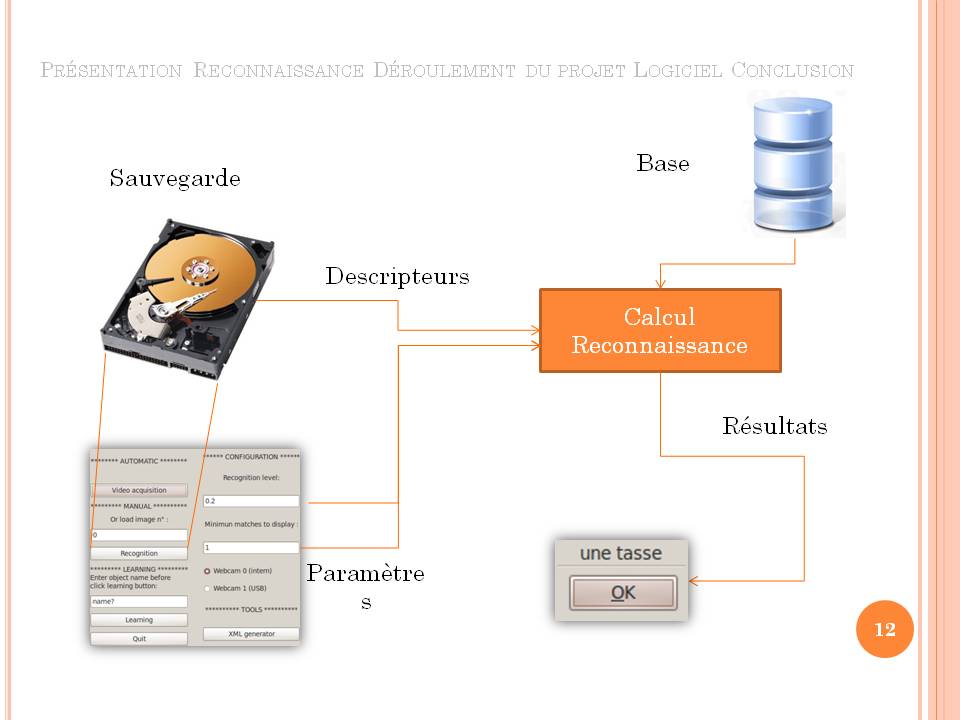 PRÉSENTATION RECONNAISSANCE DÉROULEMENT DU PROJET LOGICIEL CONCLUSION
Base
Sauvegarde
Descripteurs
Calcul
Reconnaissance
Résultats
******** AUTOMATIC ********
Video acquisition
********* MANUAL **********
Or load image n° :
0
Recognition
********* LEARNING *********
Enter object name before
click learning button:
name?
Learning
Quit
****** CONFIGURATION ******
Recognition level:
0.2
Minimun matches to display :
1
Webcam 0 (intern)
Webcam 1 (USB)
********** TOOLS **********
XML generator
Paramètre
s
une tasse
OK
12